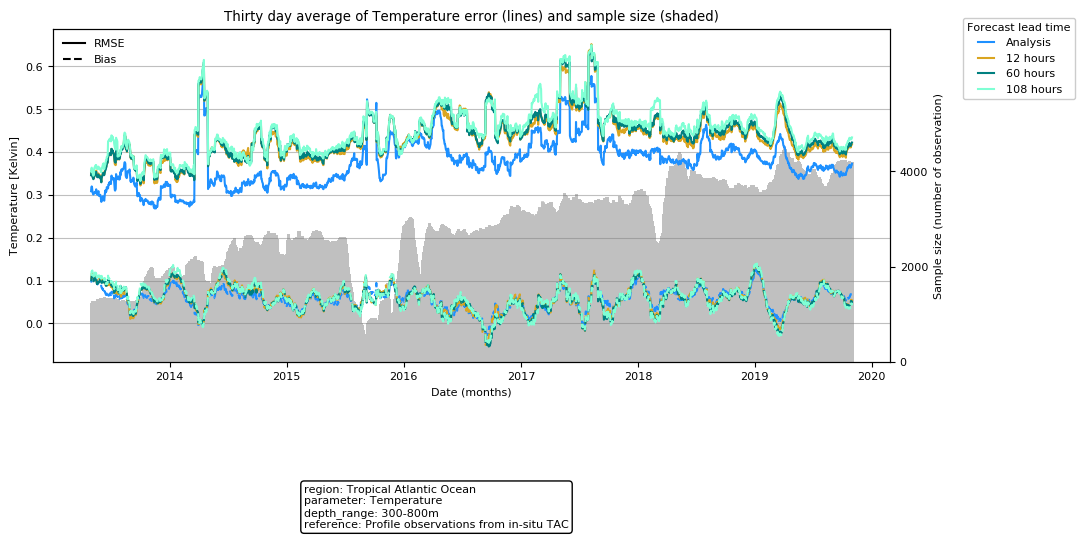 Thirty day average of Temperature error (lines) and sample size (shaded)
RMSE
Bias
Forecast lead time
Analysis
12 hours
60 hours
108 hours
Temperature [Kelvin]
0.6
0.5
0.4
0.3
0.2
0.1
0.0
4000
2000
0
Sample size (number of observation)
2014
2015
2016
2017
2018
2019
2020
Date (months)
region: Tropical Atlantic Ocean
parameter: Temperature
depth_range: 300-800m
reference: Profile observations from in-situ TAC